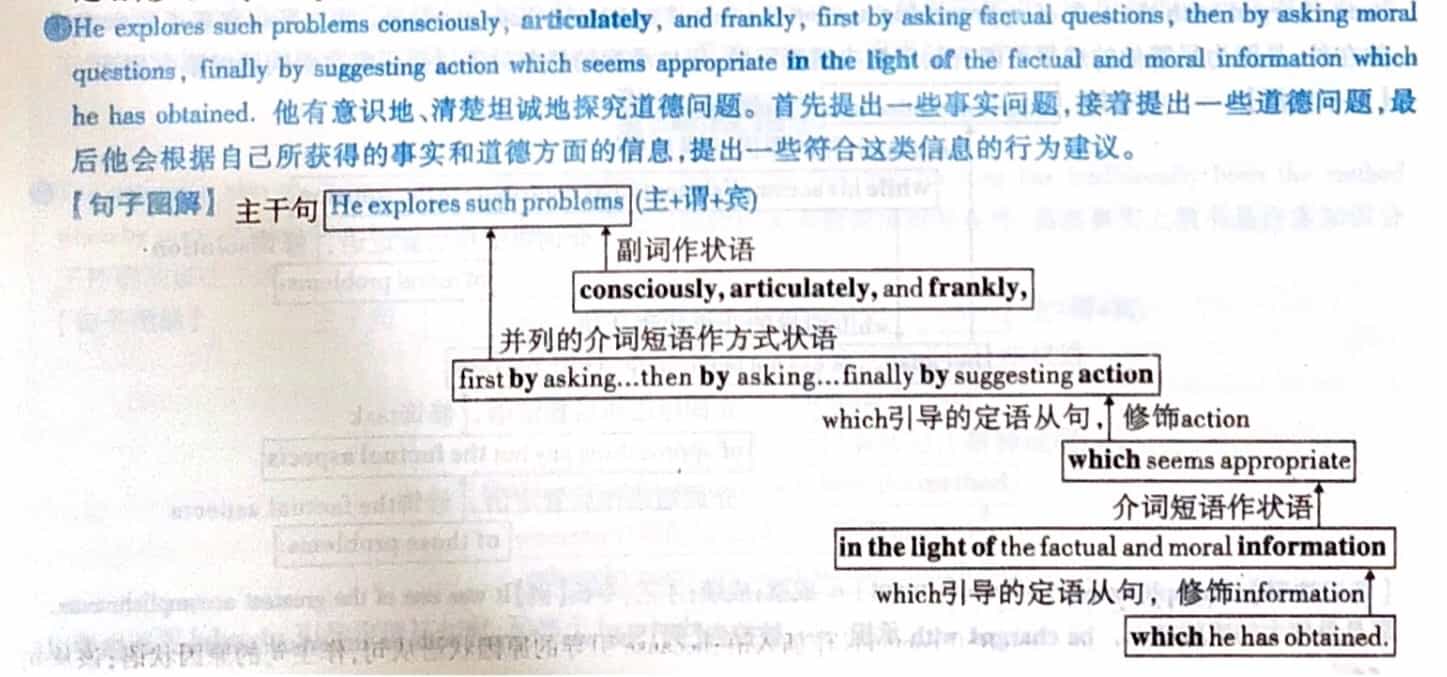 He explores such problems consciously, articulately, and frankly, first by asking factual questions, then by asking moral
questions, finally by suggesting action which seems appropriate in the light of the factual and moral information which
he has obtained. 他有意识地、清楚坦诚地探究道德问题。首先提出一些事实问题,接着提出一些道德问题,最
后他会根据自己所获得的事实和道德方面的信息,提出一些符合这类信息的行为建议。
【句子图解】 主干句 He explores such problems (主+谓+宾)
副词作状语
consciously, articulately, and frankly,
并列的介词短语作方式状语
first by asking...then by asking...finally by suggesting action
which引导的定语从句, 修饰action
which seems appropriate
介词短语作状语
in the light of the factual and moral information
which引导的定语从句, 修饰information
which he has obtained.